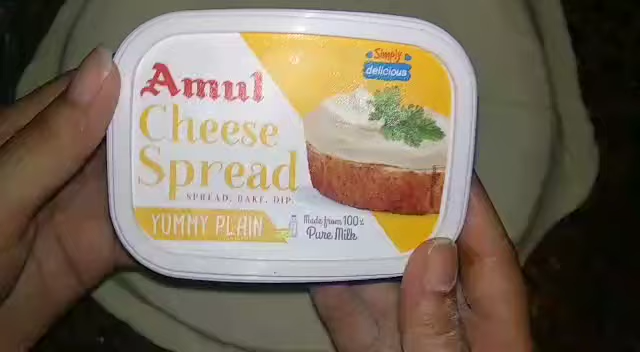 Amul
Cheese
Spread
SPREAD. BAKE. DIP.
YUMMY PLAIN
Made from 100%
Pure Milk
Simply
delicious